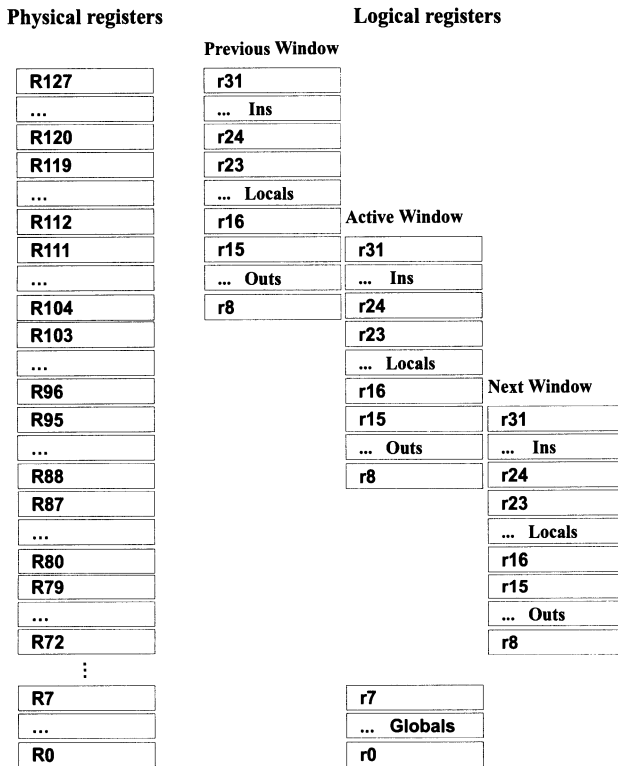 Physical registers
Logical registers
Previous Window
R127 r31
... ... Ins
R120 r24
R119 r23
... ... Locals
R112 r16 Active Window
R111 r15 r31
... ... Outs ... Ins
R104 r8 r24
R103 r23
... ... Locals
R96 r16 Next Window
R95 r15 r31
... ... Outs ... Ins
R88 r8 r24
R87 r23
... ... Locals
R80 r16
R79 r15
... ... Outs
R72 r8
⋮
R7 r7
... ... Globals
R0 r0